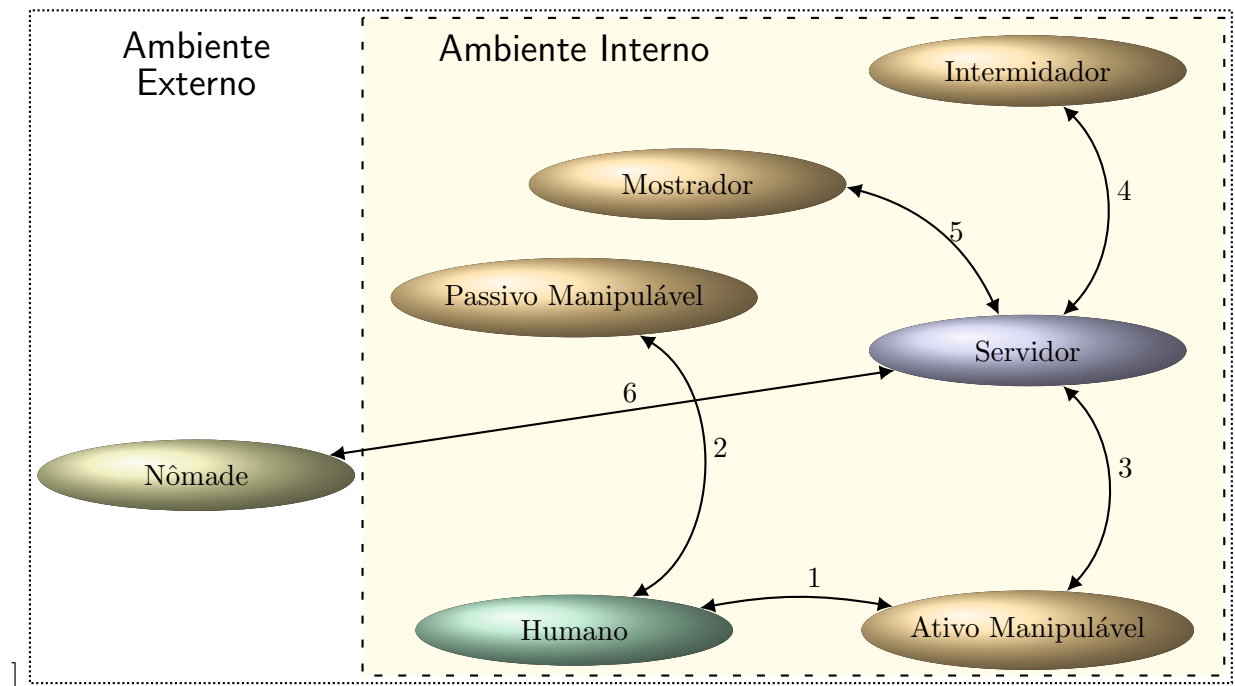 Ambiente
Externo
Ambiente Interno
Intermidador
Mostrador
4
5
Passivo Manipulável
Servidor
6
2
3
Nômade
1
Humano
Ativo Manipulável
]